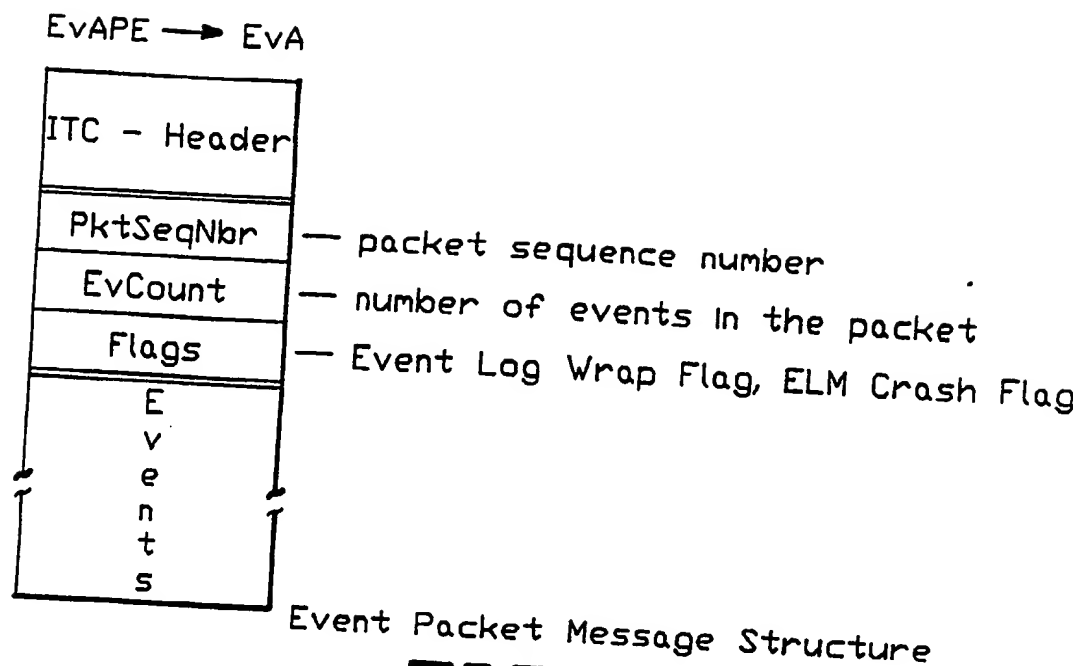 EvAPE → EvA
ITC - Header
PktSeqNbr — packet sequence number
EvCount — number of events in the packet
Flags — Event Log Wrap Flag, ELM Crash Flag
E
v
e
n
t
s
Event Packet Message Structure